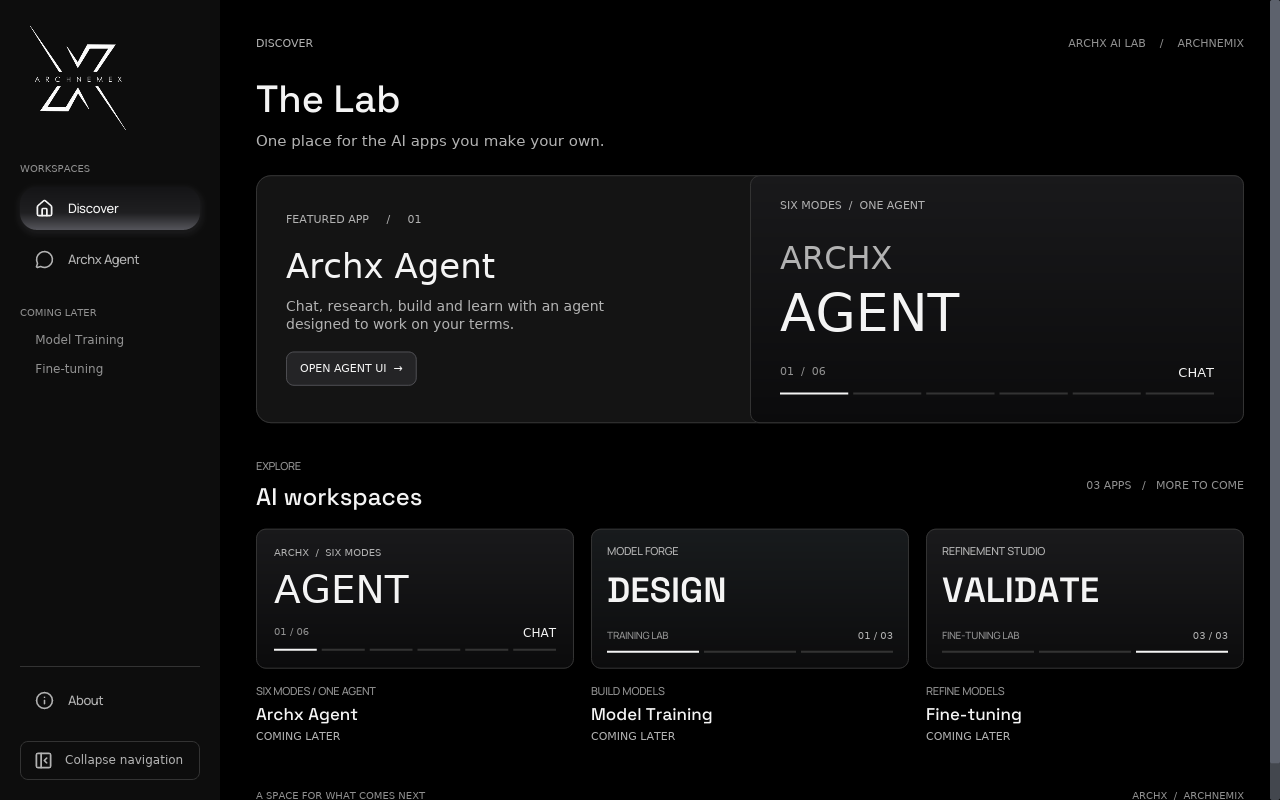 ARCHNEMEX
WORKSPACES
Discover
Archx Agent
COMING LATER
Model Training
Fine-tuning
About
Collapse navigation
DISCOVER
ARCHX AI LAB / ARCHNEMIX
The Lab
One place for the AI apps you make your own.
FEATURED APP / 01
Archx Agent
Chat, research, build and learn with an agent
designed to work on your terms.
OPEN AGENT UI →
SIX MODES / ONE AGENT
ARCHX
AGENT
01 / 06
CHAT
EXPLORE
AI workspaces
03 APPS / MORE TO COME
ARCHX / SIX MODES
AGENT
01 / 06
CHAT
SIX MODES / ONE AGENT
Archx Agent
COMING LATER
MODEL FORGE
DESIGN
TRAINING LAB
01 / 03
BUILD MODELS
Model Training
COMING LATER
REFINEMENT STUDIO
VALIDATE
FINE-TUNING LAB
03 / 03
REFINE MODELS
Fine-tuning
COMING LATER
A SPACE FOR WHAT COMES NEXT
ARCHX / ARCHNEMIX